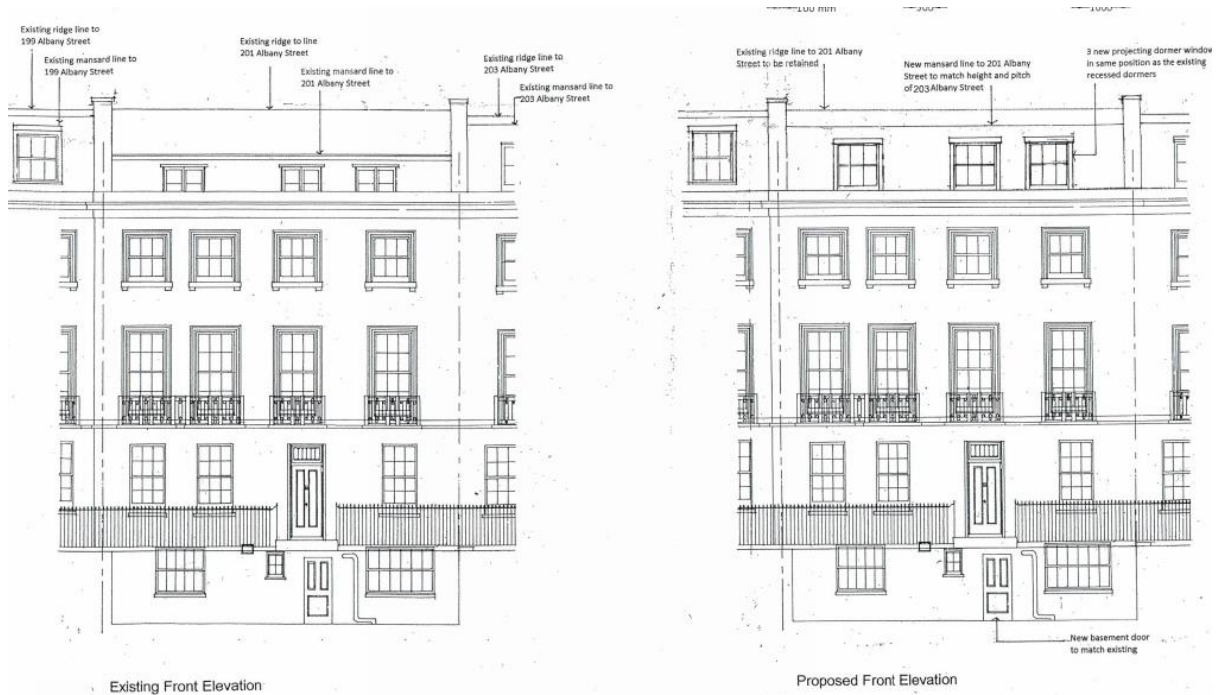 Existing ridge line to
199 Albany Street
Existing mansard line to
199 Albany Street
Existing ridge to line
201 Albany Street
Existing mansard line to
201 Albany Street
Existing ridge line to
203 Albany Street
Existing mansard line to
203 Albany Street
Existing Front Elevation
Existing ridge line to 201 Albany
Street to be retained
New mansard line to 201 Albany
Street to match height and pitch
of 203 Albany Street
3 new projecting dormer window
in same position as the existing
recessed dormers
New basement door
to match existing
Proposed Front Elevation